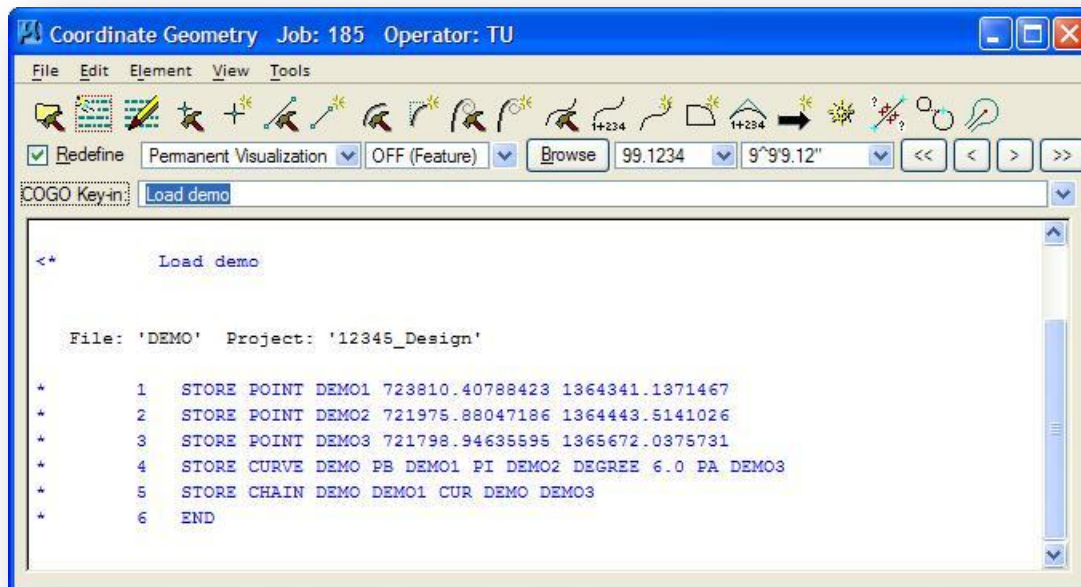 Coordinate Geometry Job: 185 Operator: TU
File Edit Element View Tools
1+234 1+234 ? ?
Redefine Permanent Visualization OFF (Feature) Browse 99.1234 9^9'9.12" << < > >>
COGO Key-in: Load demo
<* Load demo
File: 'DEMO' Project: '12345_Design'
* 1 STORE POINT DEMO1 723810.40788423 1364341.1371467
* 2 STORE POINT DEMO2 721975.88047186 1364443.5141026
* 3 STORE POINT DEMO3 721798.94635595 1365672.0375731
* 4 STORE CURVE DEMO PB DEMO1 PI DEMO2 DEGREE 6.0 PA DEMO3
* 5 STORE CHAIN DEMO DEMO1 CUR DEMO DEMO3
* 6 END